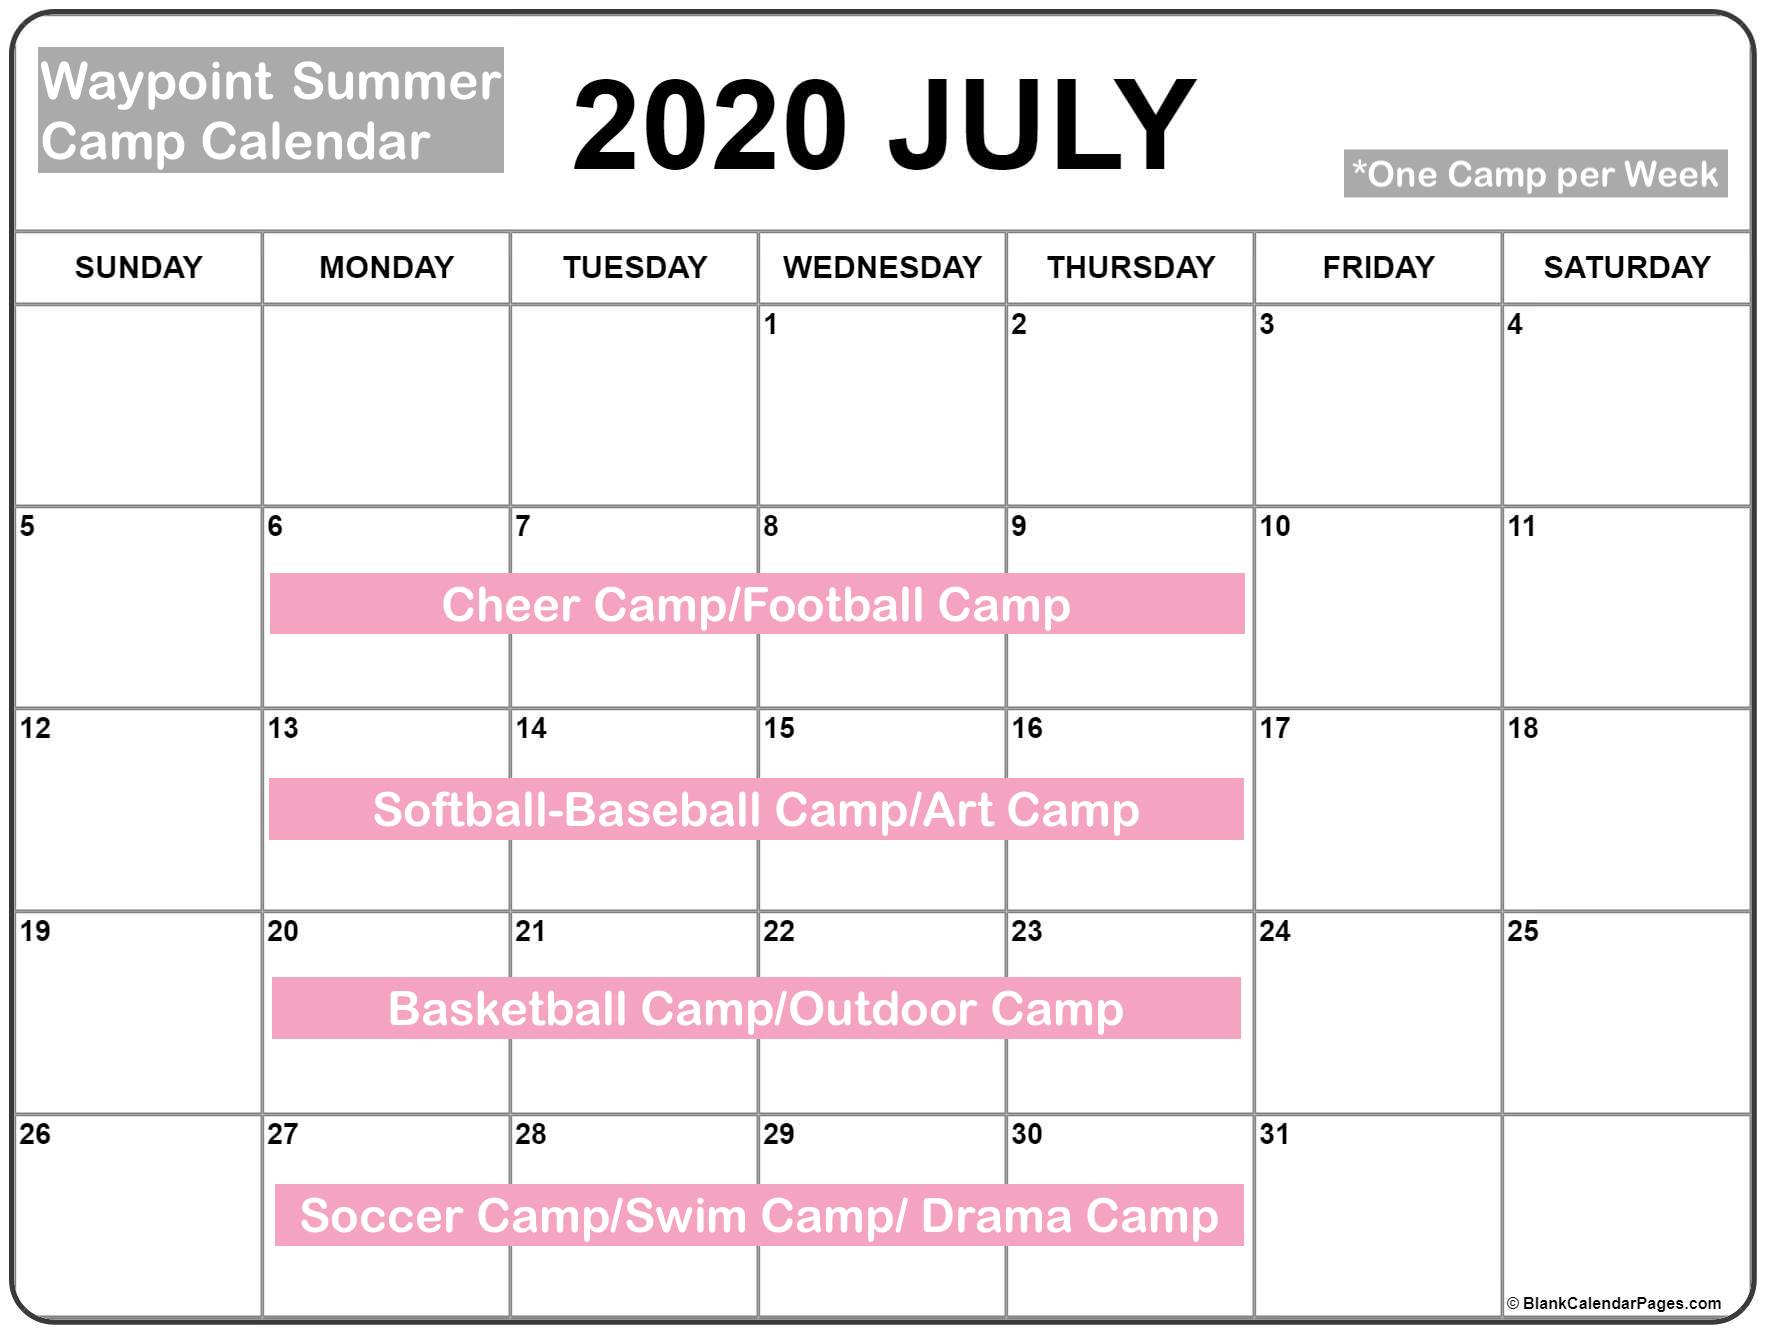 Waypoint Summer
Camp Calendar
2020 JULY
*One Camp per Week
SUNDAY MONDAY TUESDAY WEDNESDAY THURSDAY FRIDAY SATURDAY
1 2 3 4
5 6 7 8 9 10 11
Cheer Camp/Football Camp
12 13 14 15 16 17 18
Softball-Baseball Camp/Art Camp
19 20 21 22 23 24 25
Basketball Camp/Outdoor Camp
26 27 28 29 30 31
Soccer Camp/Swim Camp/ Drama Camp
© BlankCalendarPages.com